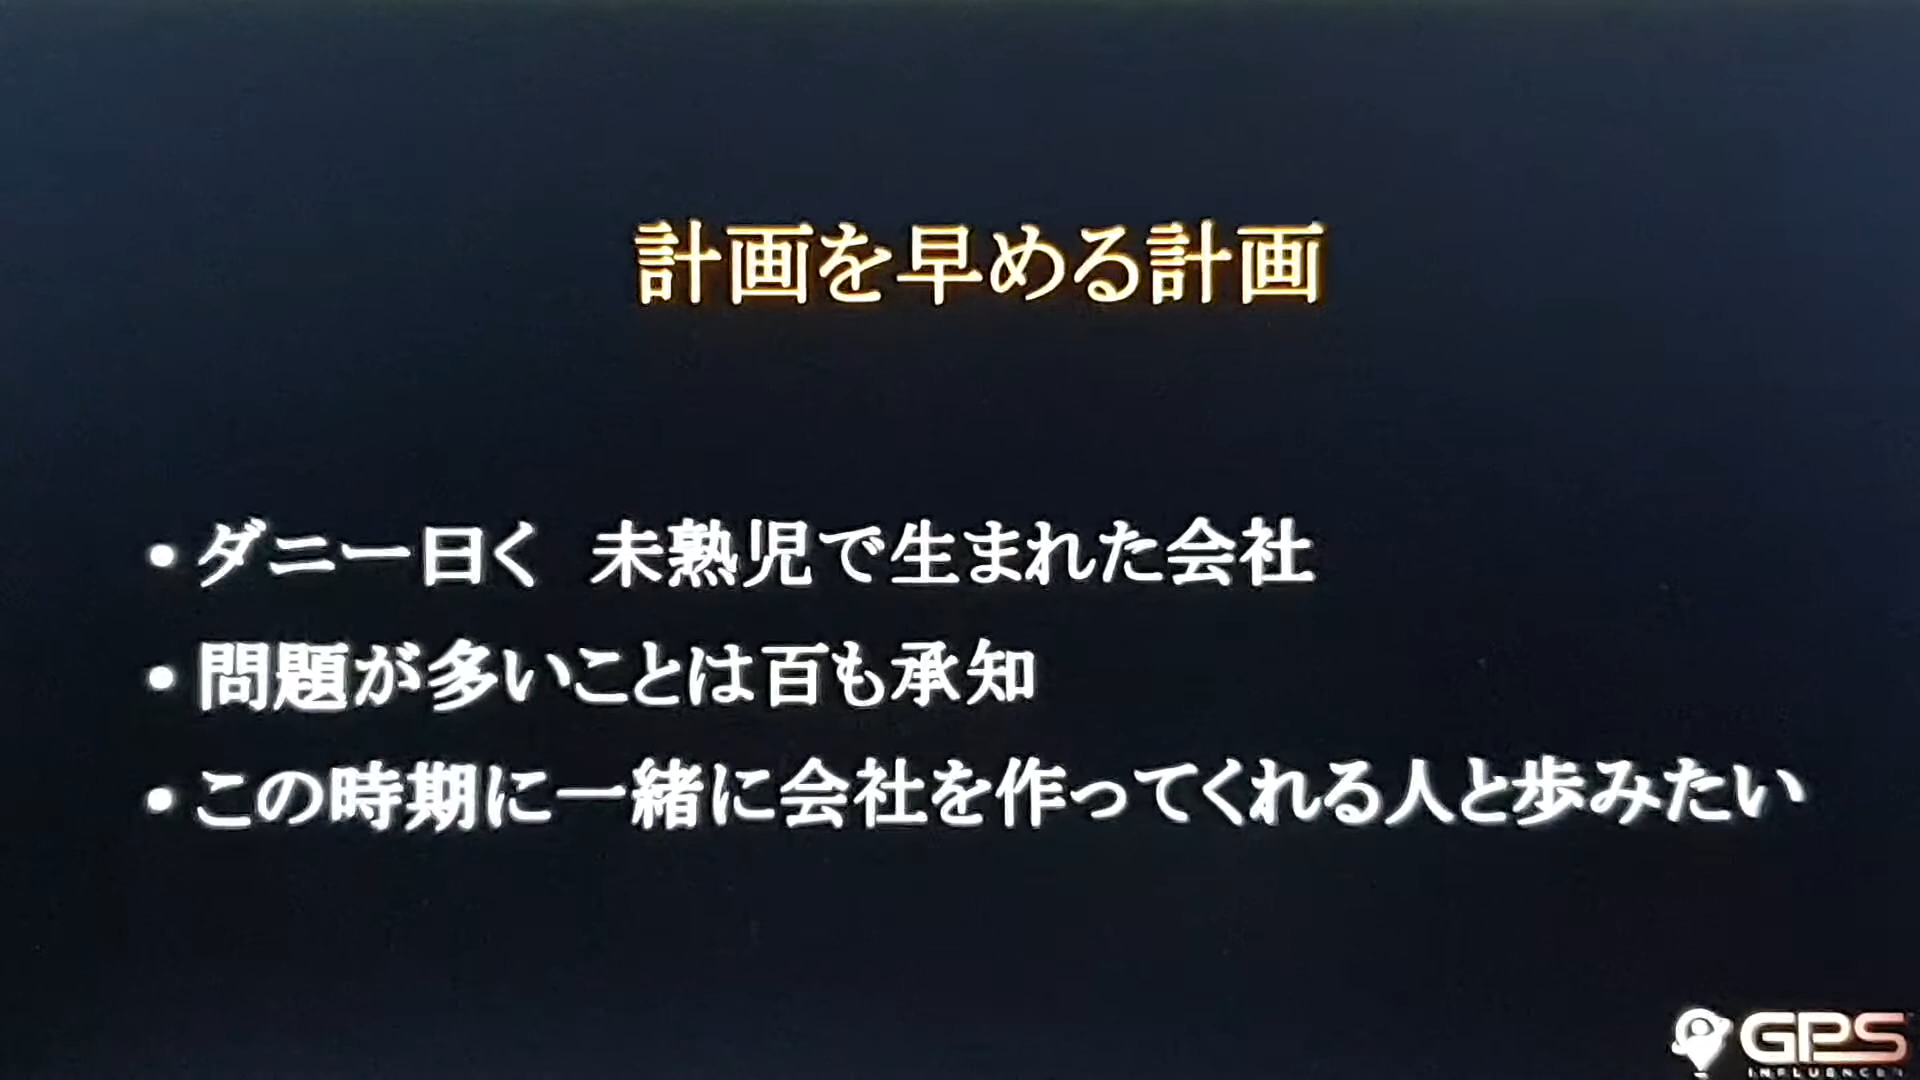 計画を早める計画
• ダニー曰く 未熟児で生まれた会社
• 問題が多いことは百も承知
• この時期に一緒に会社を作ってくれる人と歩みたい
GPS
INFLUENCER